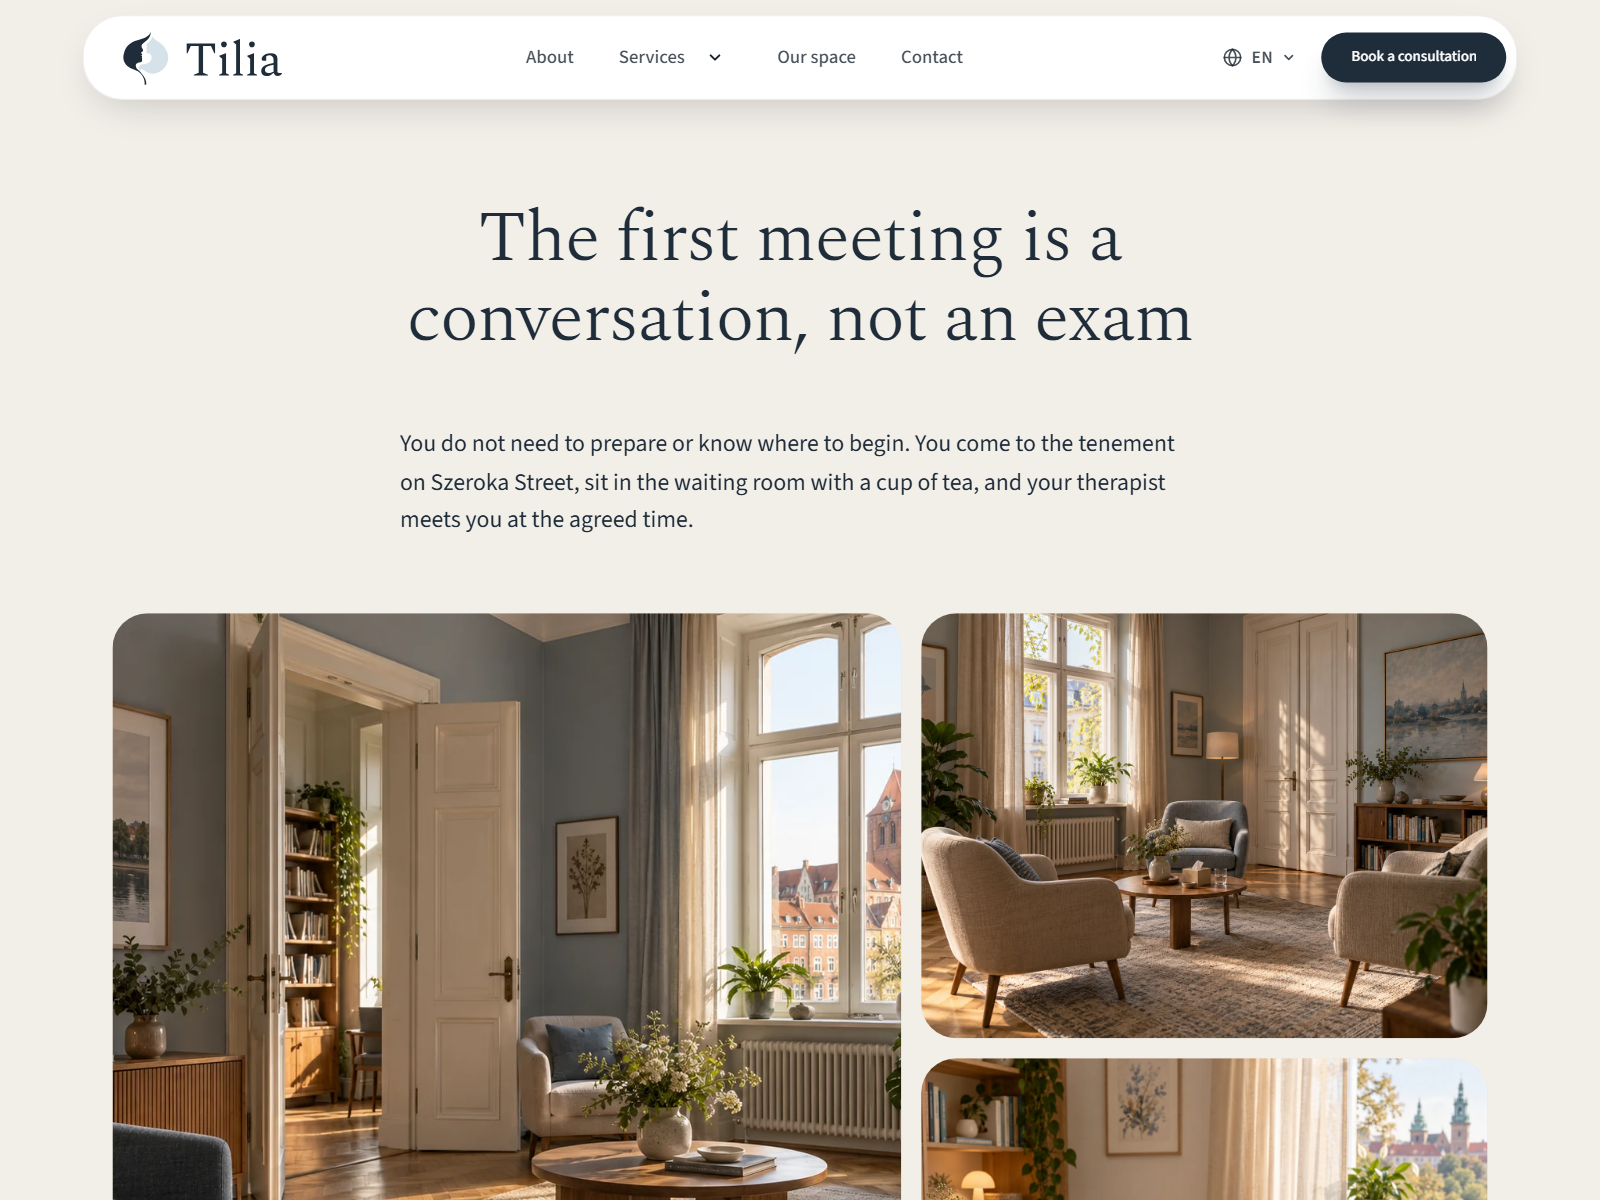 Tilia
About
Services
Our space
Contact
EN
Book a consultation
The first meeting is a
conversation, not an exam
You do not need to prepare or know where to begin. You come to the tenement
on Szeroka Street, sit in the waiting room with a cup of tea, and your therapist
meets you at the agreed time.